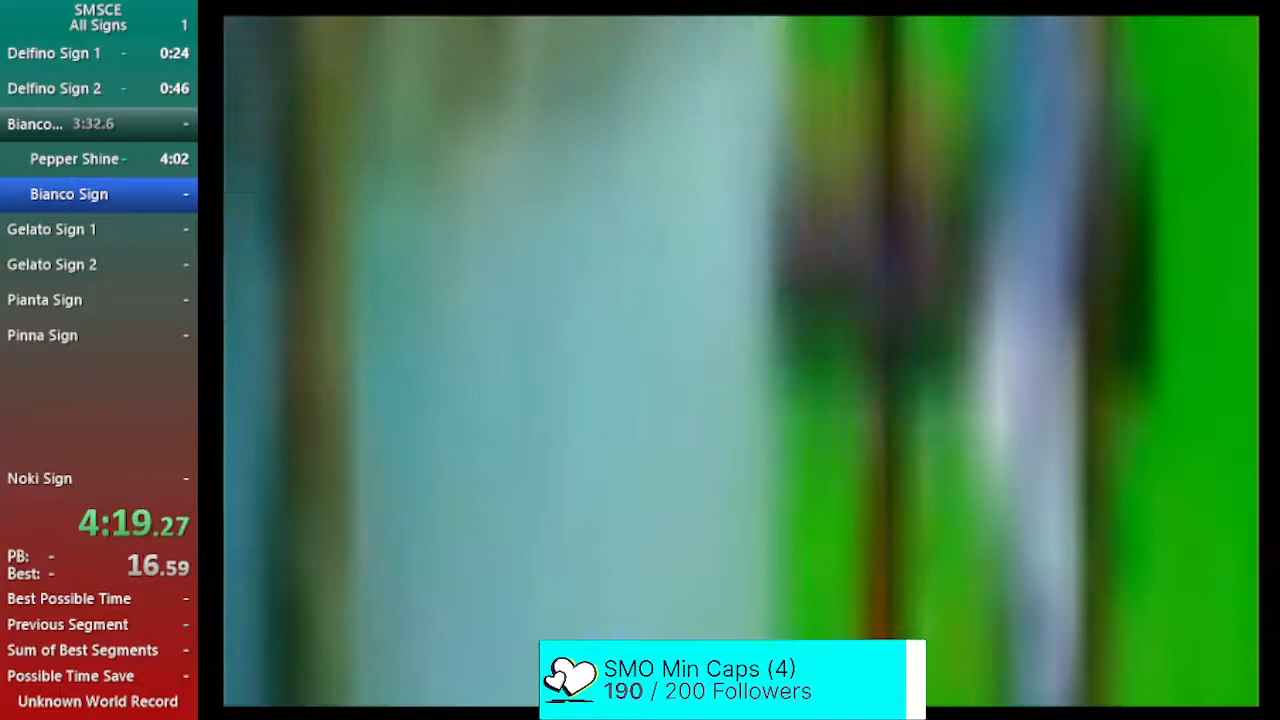 SMSCE
All Signs 1
Delfino Sign 1 - 0:24
Delfino Sign 2 - 0:46
Bianco... 3:32.6 -
Pepper Shine - 4:02
Bianco Sign -
Gelato Sign 1 -
Gelato Sign 2 -
Pianta Sign -
Pinna Sign -
Noki Sign -
4:19.27
PB: -
Best: - 16.59
Best Possible Time -
Previous Segment -
Sum of Best Segments -
Possible Time Save -
Unknown World Record
SMO Min Caps (4)
190 / 200 Followers